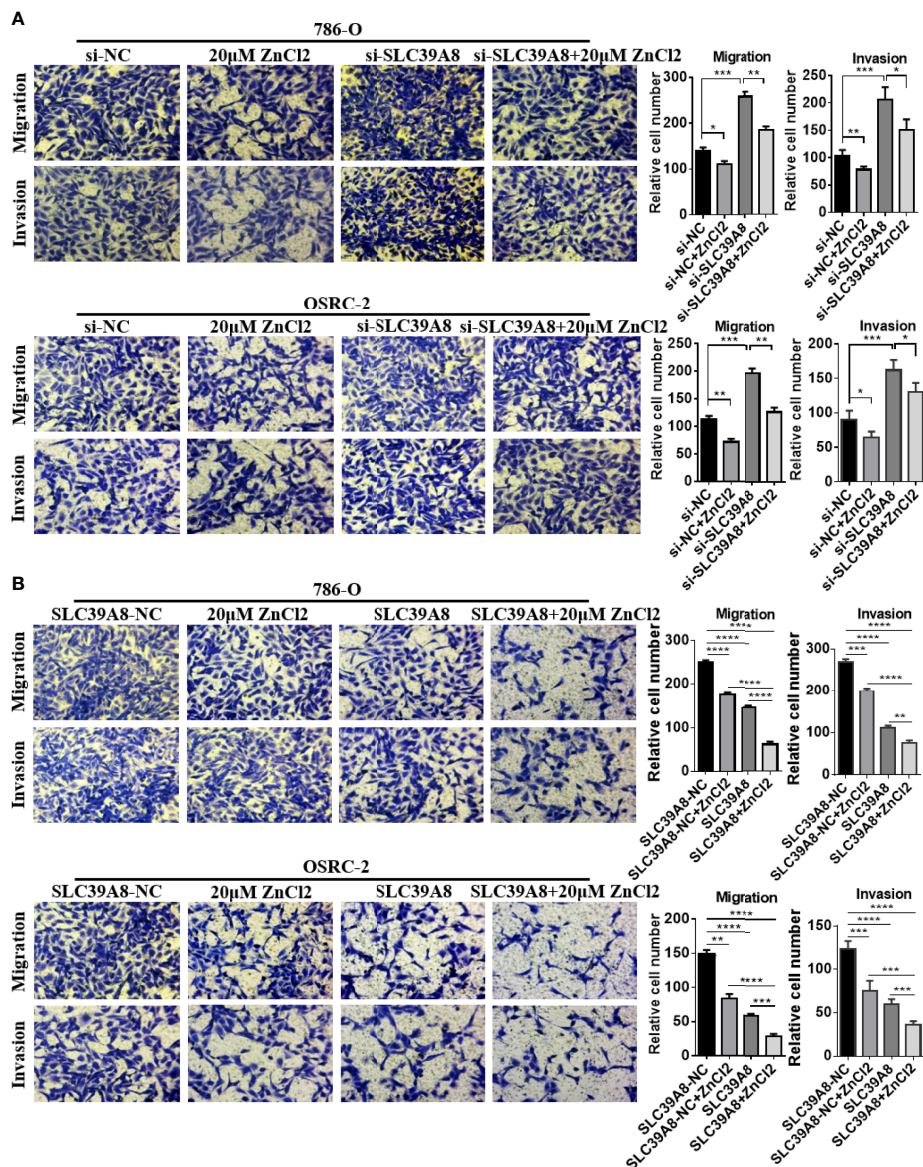 A
786-O
si-NC 20μM ZnCl2 si-SLC39A8 si-SLC39A8+20μM ZnCl2
Migration
Invasion
Migration
Relative cell number
300
200
100
0
*** **
*
si-NC
si-NC+ZnCl2
si-SLC39A8
si-SLC39A8+ZnCl2
Invasion
Relative cell number
250
200
150
100
50
0
*** *
**
si-NC
si-NC+ZnCl2
si-SLC39A8
si-SLC39A8+ZnCl2
OSRC-2
si-NC 20μM ZnCl2 si-SLC39A8 si-SLC39A8+20μM ZnCl2
Migration
Invasion
Migration
Relative cell number
250
200
150
100
50
0
*** **
**
si-NC
si-NC+ZnCl2
si-SLC39A8
si-SLC39A8+ZnCl2
Invasion
Relative cell number
200
150
100
50
0
*** *
*
si-NC
si-NC+ZnCl2
si-SLC39A8
si-SLC39A8+ZnCl2
B
786-O
SLC39A8-NC 20μM ZnCl2 SLC39A8 SLC39A8+20μM ZnCl2
Migration
Invasion
Migration
Relative cell number
300
200
100
0
****
****
****
****
****
SLC39A8-NC
SLC39A8-NC+ZnCl2
SLC39A8
SLC39A8+ZnCl2
Invasion
Relative cell number
300
200
100
0
****
****
***
****
**
SLC39A8-NC
SLC39A8-NC+ZnCl2
SLC39A8
SLC39A8+ZnCl2
OSRC-2
SLC39A8-NC 20μM ZnCl2 SLC39A8 SLC39A8+20μM ZnCl2
Migration
Invasion
Migration
Relative cell number
200
150
100
50
0
****
****
**
****
***
SLC39A8-NC
SLC39A8-NC+ZnCl2
SLC39A8
SLC39A8+ZnCl2
Invasion
Relative cell number
150
100
50
0
****
****
***
***
***
SLC39A8-NC
SLC39A8-NC+ZnCl2
SLC39A8
SLC39A8+ZnCl2